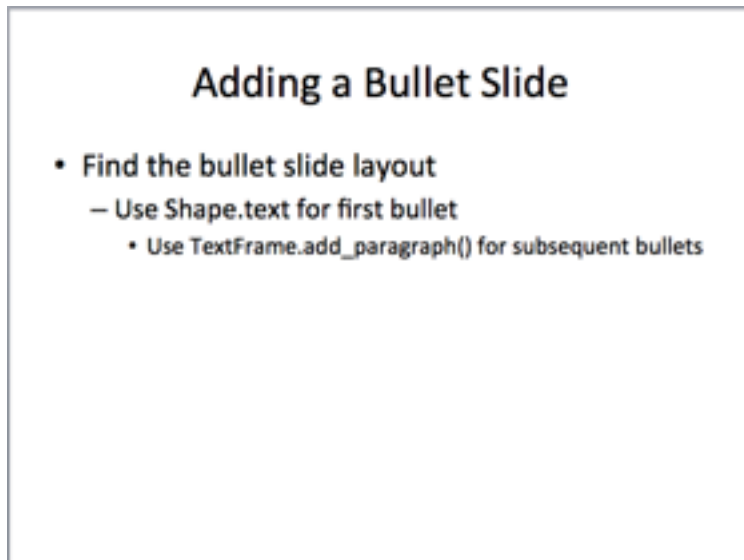 Adding a Bullet Slide
• Find the bullet slide layout
– Use Shape.text for first bullet
• Use TextFrame.add_paragraph() for subsequent bullets